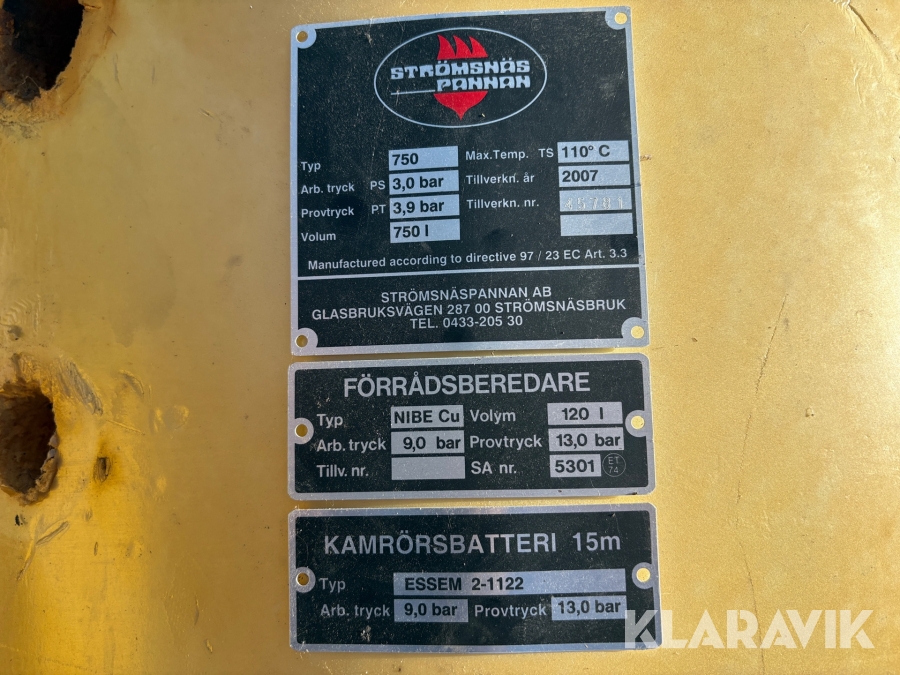 STRÖMSNÄS
PANNAN
Typ 750 Max.Temp. TS 110° C
Arb. tryck PS 3,0 bar Tillverkn. år 2007
Provtryck PT 3,9 bar Tillverkn. nr.
Volum 750 l
Manufactured according to directive 97 / 23 EC Art. 3.3
STRÖMSNÄSPANNAN AB
GLASBRUKSVÄGEN 287 00 STRÖMSNÄSBRUK
TEL. 0433-205 30
FÖRRÅDSBEREDARE
Typ NIBE Cu Volym 120 l
Arb. tryck 9,0 bar Provtryck 13,0 bar
Tillv. nr. SA nr. 5301 ET 74
KAMRÖRSBATTERI 15m
Typ ESSEM 2-1122
Arb. tryck 9,0 bar Provtryck 13,0 bar
KLARAVIK